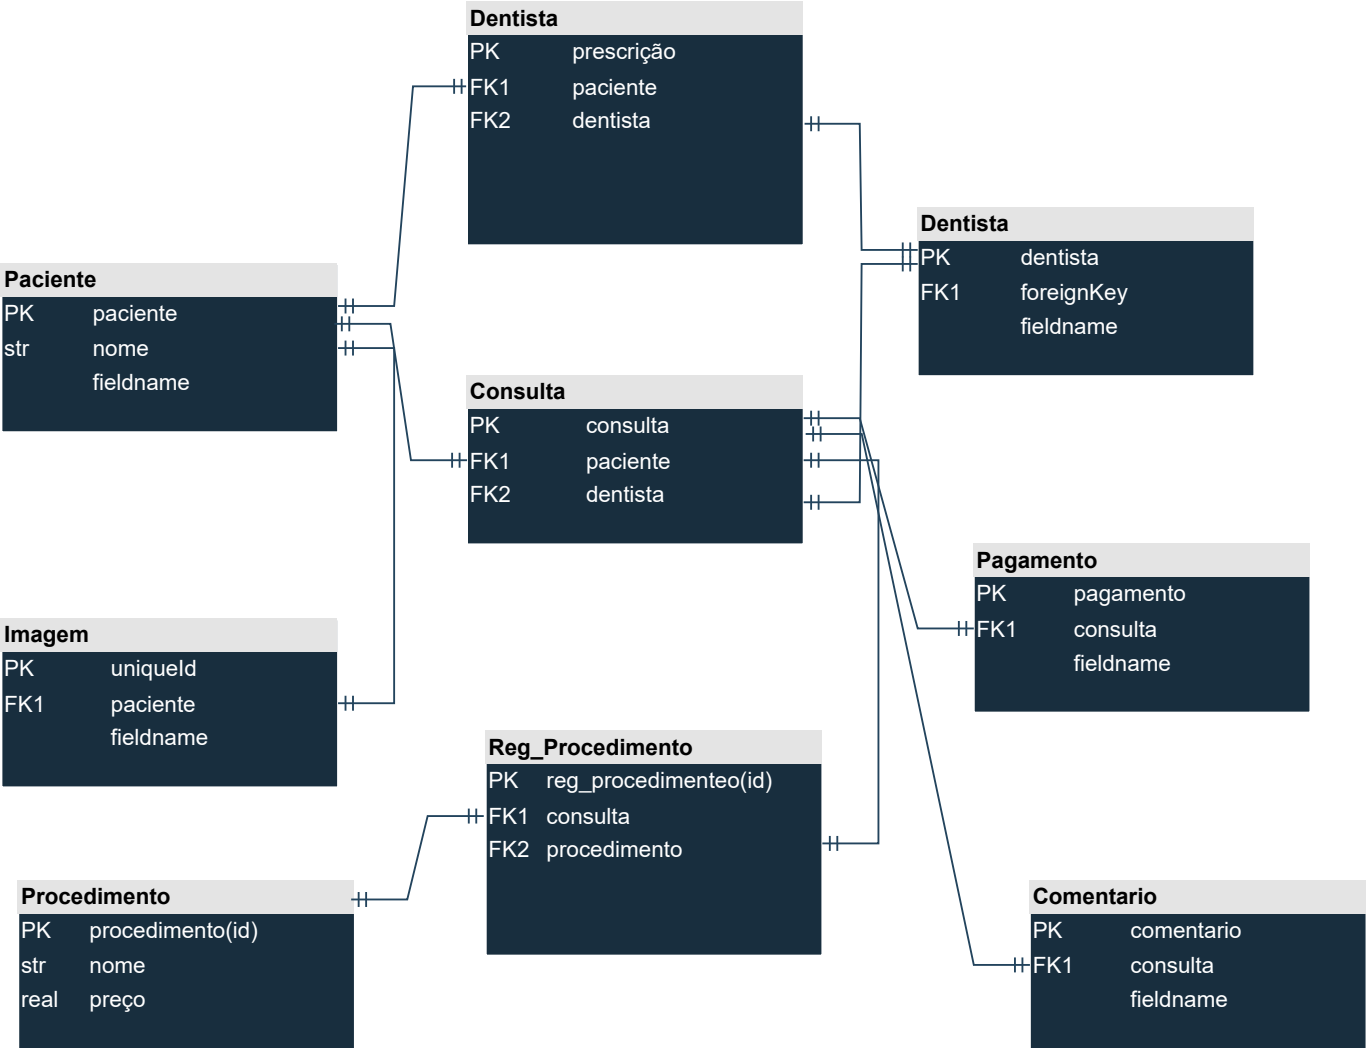 Dentista
PK prescrição
FK1 paciente
FK2 dentista
Dentista
PK dentista
FK1 foreignKey
fieldname
Paciente
PK paciente
str nome
fieldname
Consulta
PK consulta
FK1 paciente
FK2 dentista
Pagamento
PK pagamento
FK1 consulta
fieldname
Imagem
PK uniqueId
FK1 paciente
fieldname
Reg_Procedimento
PK reg_procedimenteo(id)
FK1 consulta
FK2 procedimento
Procedimento
PK procedimento(id)
str nome
real preço
Comentario
PK comentario
FK1 consulta
fieldname